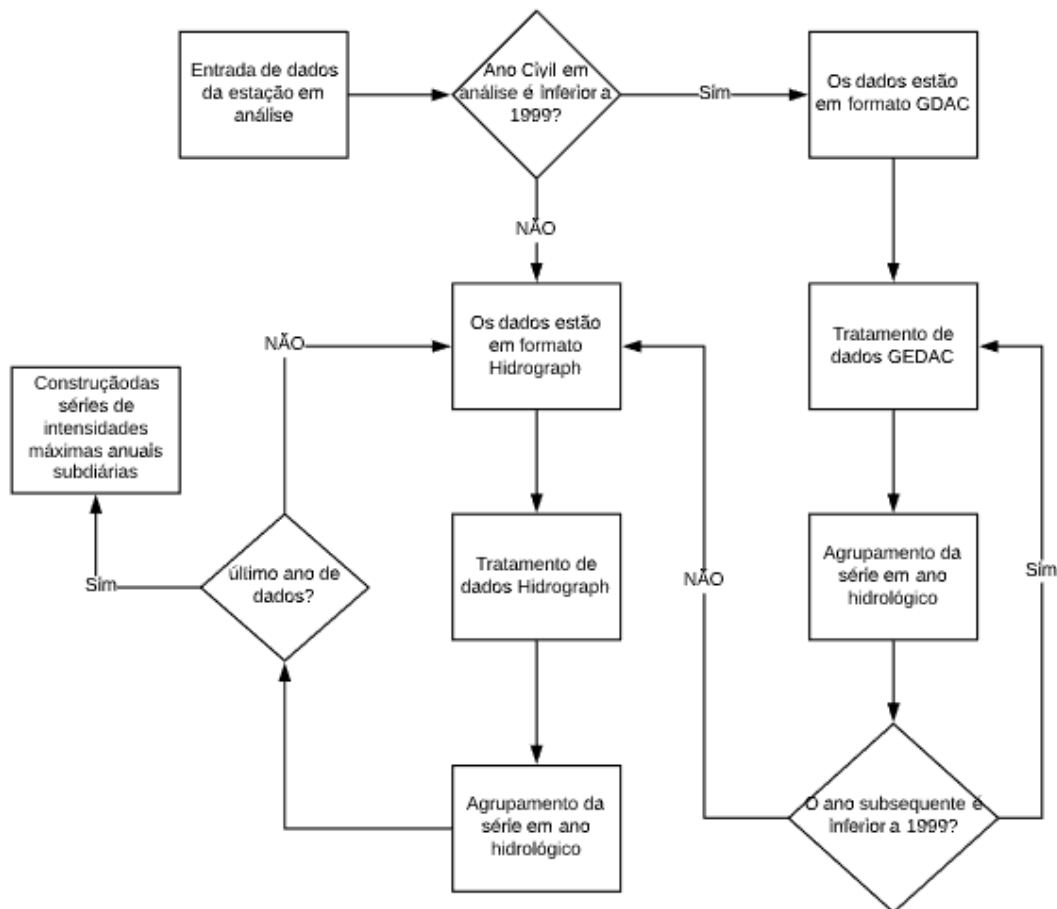 Entrada de dados
da estação em
análise
Ano Civil em
análise é inferior a
1999?
Sim
Os dados estão
em formato GDAC
NÃO
Os dados estão
em formato
Hidrograph
NÃO
Tratamento de
dados GEDAC
Construçãodas
séries de
intensidades
máximas anuais
subdiárias
último ano de
dados?
Sim
Tratamento de
dados Hidrograph
NÃO
Agrupamento da
série em ano
hidrológico
Sim
Agrupamento da
série em ano
hidrológico
O ano subsequente é
inferior a 1999?